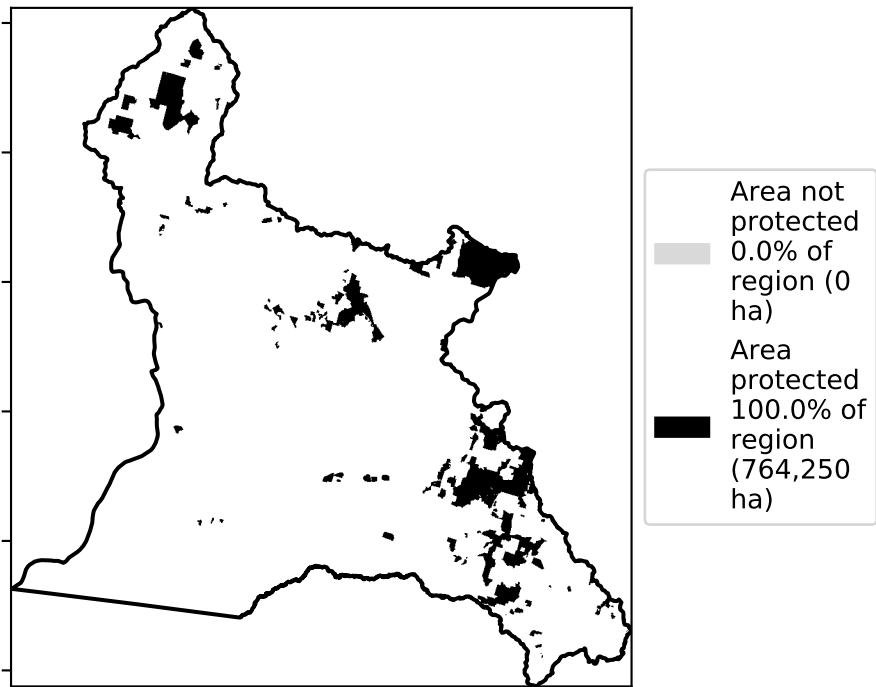 Area not
protected
0.0% of
region (0
ha)
Area
protected
100.0% of
region
(764,250
ha)